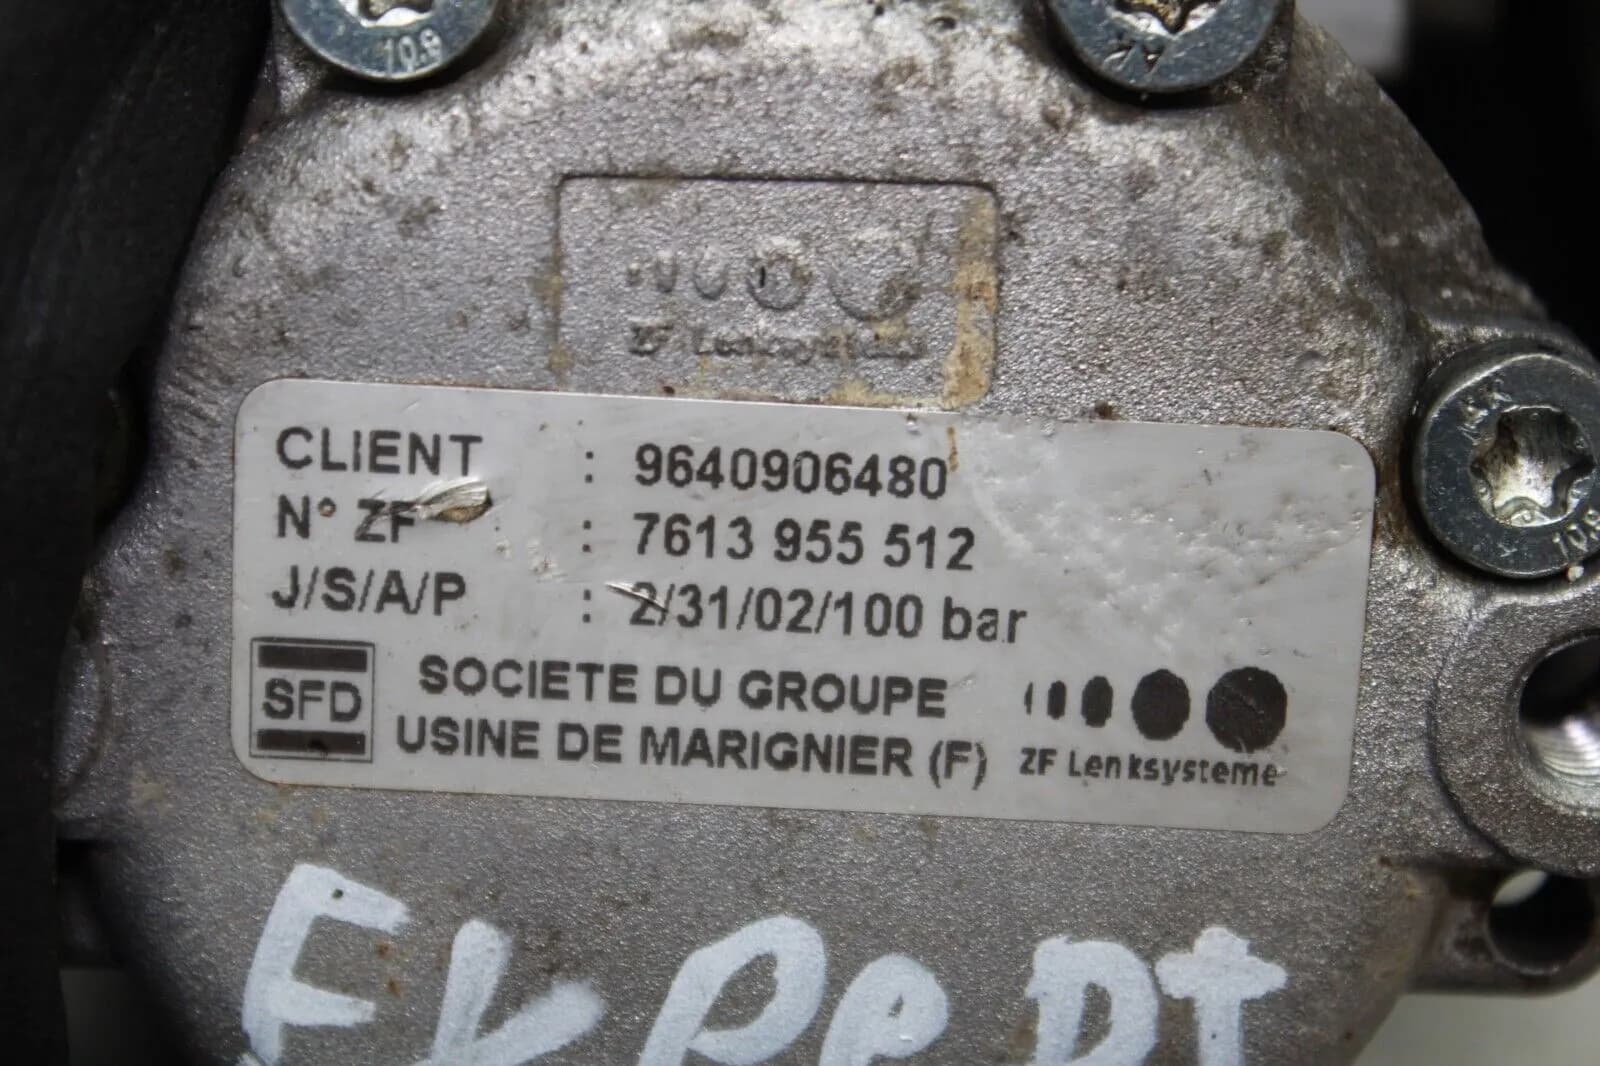 10.9
AK
ZF Lenksysteme
CLIENT : 9640906480
N° ZF : 7613 955 512
J/S/A/P : 2/31/02/100 bar
SFD
SOCIETE DU GROUPE
USINE DE MARIGNIER (F)
ZF Lenksysteme
10.9